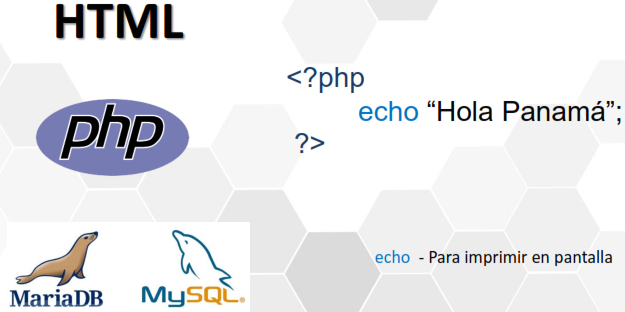 HTML
php
<?php
echo “Hola Panamá”;
?>
MariaDB
MySQL®
echo - Para imprimir en pantalla